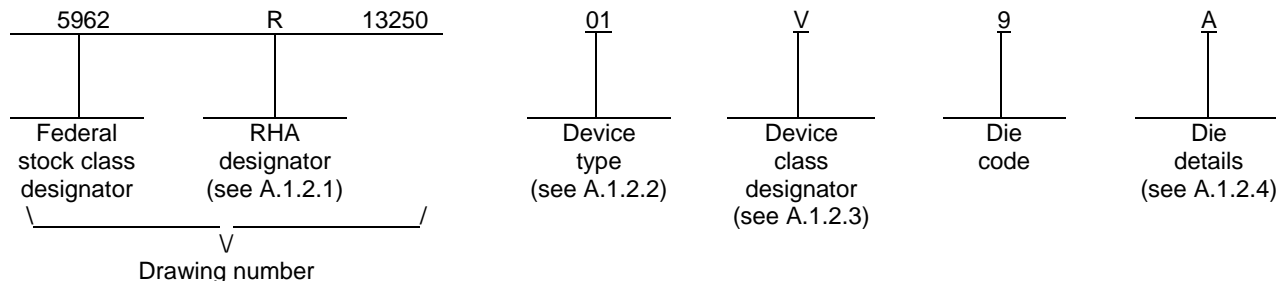 5962 R 13250 01 V 9 A
Federal stock class designator
RHA designator (see A.1.2.1)
Device type (see A.1.2.2)
Device class designator (see A.1.2.3)
Die code
Die details (see A.1.2.4)
\ /
\/
Drawing number